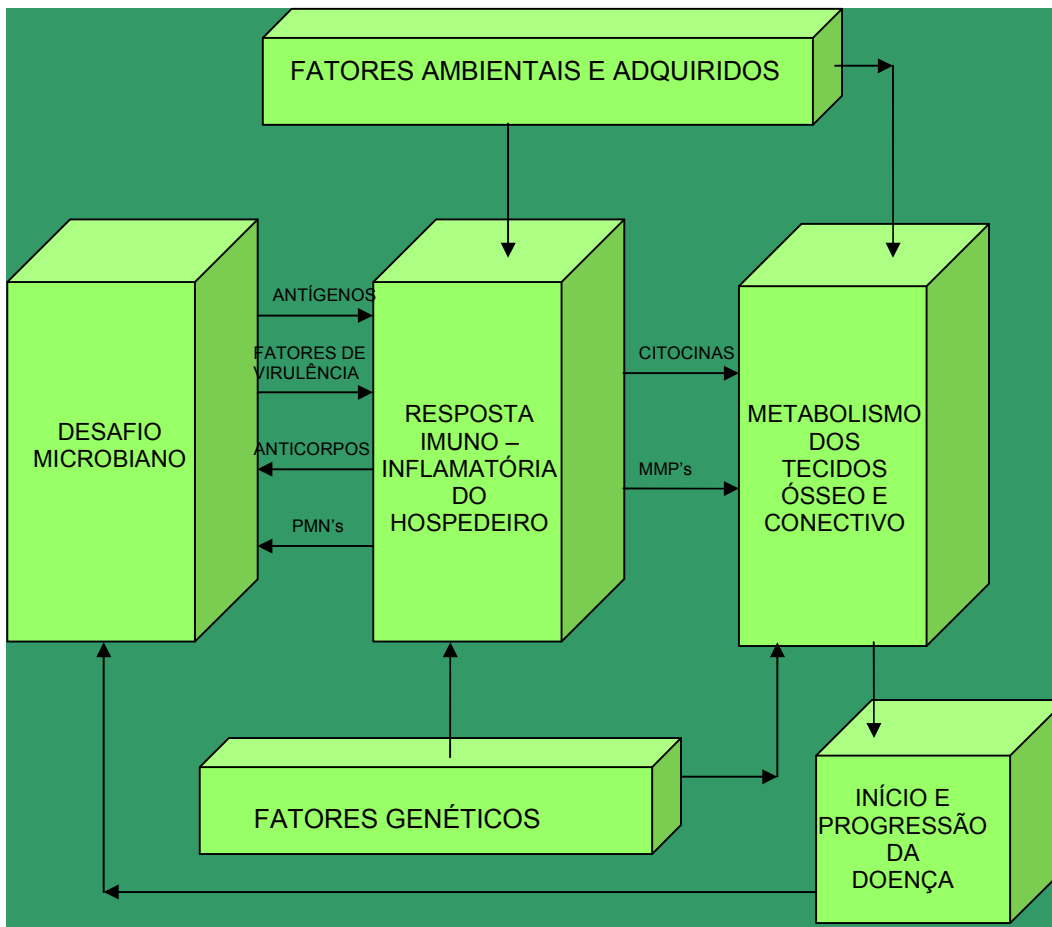 FATORES AMBIENTAIS E ADQUIRIDOS
DESAFIO
MICROBIANO
ANTÍGENOS
FATORES DE
VIRULÊNCIA
ANTICORPOS
PMN's
RESPOSTA
IMUNO –
INFLAMATÓRIA
DO
HOSPEDEIRO
CITOCINAS
MMP's
METABOLISMO
DOS
TECIDOS
ÓSSEO E
CONECTIVO
FATORES GENÉTICOS
INÍCIO E
PROGRESSÃO
DA
DOENÇA